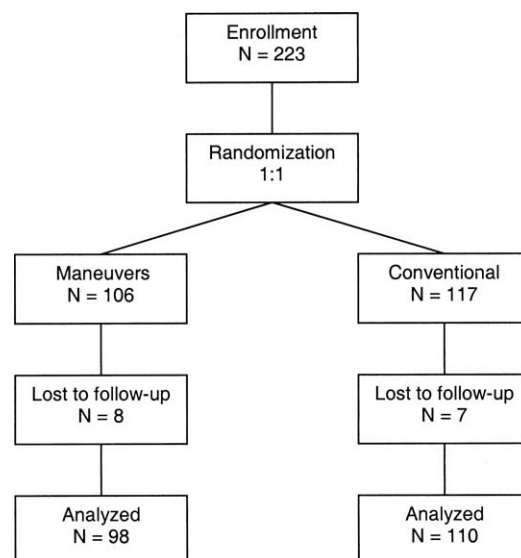 Enrollment
N = 223
Randomization
1:1
Maneuvers
N = 106
Conventional
N = 117
Lost to follow-up
N = 8
Lost to follow-up
N = 7
Analyzed
N = 98
Analyzed
N = 110